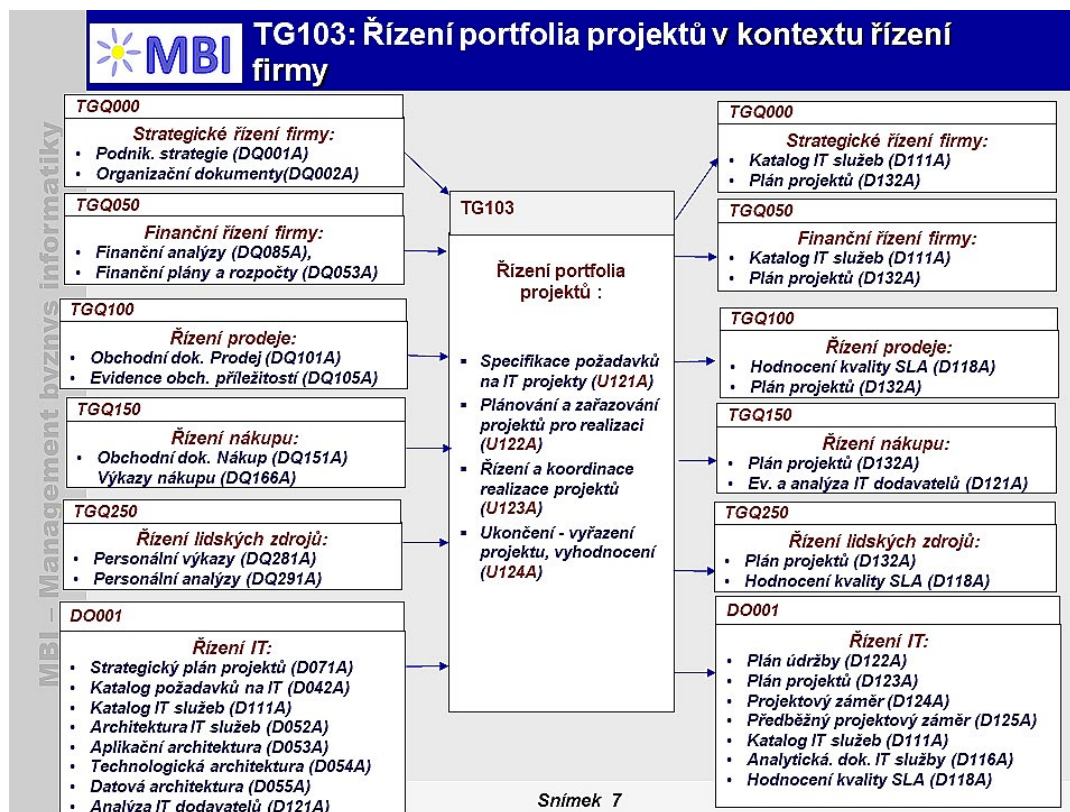 MBI
TG103: Řízení portfolia projektů v kontextu řízení
firmy
MBI – Management byznys informatiky
TGQ000
Strategické řízení firmy:
• Podnik. strategie (DQ001A)
• Organizační dokumenty(DQ002A)
TGQ050
Finanční řízení firmy:
• Finanční analýzy (DQ085A),
• Finanční plány a rozpočty (DQ053A)
TGQ100
Řízení prodeje:
• Obchodní dok. Prodej (DQ101A)
• Evidence obch. příležitostí (DQ105A)
TGQ150
Řízení nákupu:
• Obchodní dok. Nákup (DQ151A)
Výkazy nákupu (DQ166A)
TGQ250
Řízení lidských zdrojů:
• Personální výkazy (DQ281A)
• Personální analýzy (DQ291A)
DO001
Řízení IT:
• Strategický plán projektů (D071A)
• Katalog požadavků na IT (D042A)
• Katalog IT služeb (D111A)
• Architektura IT služeb (D052A)
• Aplikační architektura (D053A)
• Technologická architektura (D054A)
• Datová architektura (D055A)
• Analýza IT dodavatelů (D121A)
TG103
Řízení portfolia
projektů :
▪ Specifikace požadavků
na IT projekty (U121A)
▪ Plánování a zařazování
projektů pro realizaci
(U122A)
▪ Řízení a koordinace
realizace projektů
(U123A)
▪ Ukončení - vyřazení
projektu, vyhodnocení
(U124A)
TGQ000
Strategické řízení firmy:
• Katalog IT služeb (D111A)
• Plán projektů (D132A)
TGQ050
Finanční řízení firmy:
• Katalog IT služeb (D111A)
• Plán projektů (D132A)
TGQ100
Řízení prodeje:
• Hodnocení kvality SLA (D118A)
• Plán projektů (D132A)
TGQ150
Řízení nákupu:
• Plán projektů (D132A)
• Ev. a analýza IT dodavatelů (D121A)
TGQ250
Řízení lidských zdrojů:
• Plán projektů (D132A)
• Hodnocení kvality SLA (D118A)
DO001
Řízení IT:
• Plán údržby (D122A)
• Plán projektů (D123A)
• Projektový záměr (D124A)
• Předběžný projektový záměr (D125A)
• Katalog IT služeb (D111A)
• Analytická. dok. IT služby (D116A)
• Hodnocení kvality SLA (D118A)
Snímek 7